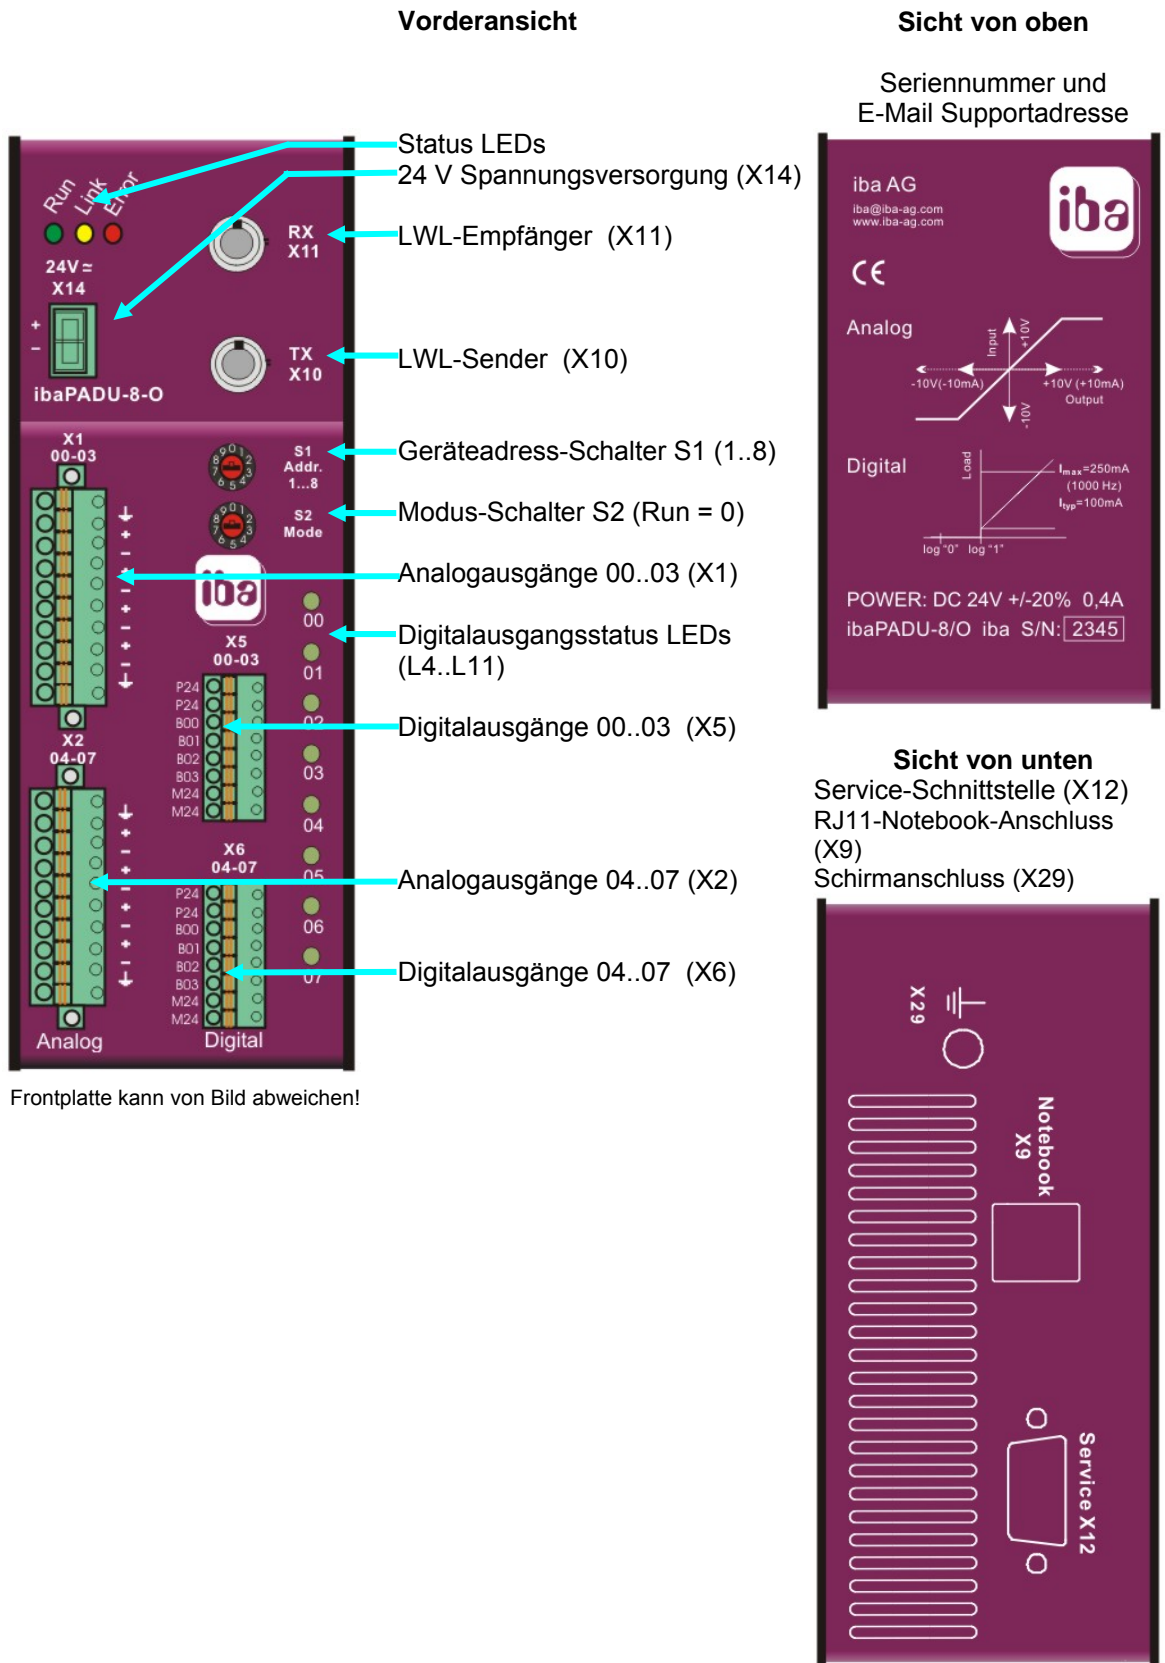 Vorderansicht
Status LEDs
24 V Spannungsversorgung (X14)
LWL-Empfänger (X11)
LWL-Sender (X10)
Geräteadress-Schalter S1 (1..8)
Modus-Schalter S2 (Run = 0)
Analogausgänge 00..03 (X1)
Digitalausgangsstatus LEDs
(L4..L11)
Digitalausgänge 00..03 (X5)
Analogausgänge 04..07 (X2)
Digitalausgänge 04..07 (X6)
Run
Link
Error
24V
X14
+
−
ibaPADU-8-O
RX
X11
TX
X10
X1
00-03
S1
Addr.
1...8
S2
Mode
iba
+
−
+
−
+
−
+
−
X5
00-03
P24
P24
B00
B01
B02
B03
M24
M24
00
01
02
03
04
05
06
07
X2
04-07
+
−
+
−
+
−
+
−
X6
04-07
P24
P24
B00
B01
B02
B03
M24
M24
Analog
Digital
Frontplatte kann von Bild abweichen!
Sicht von oben
Seriennummer und
E-Mail Supportadresse
iba AG
iba@iba-ag.com
www.iba-ag.com
iba
CE
Analog
Input
+10V
-10V(-10mA)
+10V (+10mA)
Output
-10V
Digital
Load
Imax=250mA
(1000 Hz)
Ityp=100mA
log "0"
log "1"
POWER: DC 24V +/-20% 0,4A
ibaPADU-8/O iba S/N: 2345
Sicht von unten
Service-Schnittstelle (X12)
RJ11-Notebook-Anschluss
(X9)
Schirmanschluss (X29)
X29
Notebook
X9
Service X12